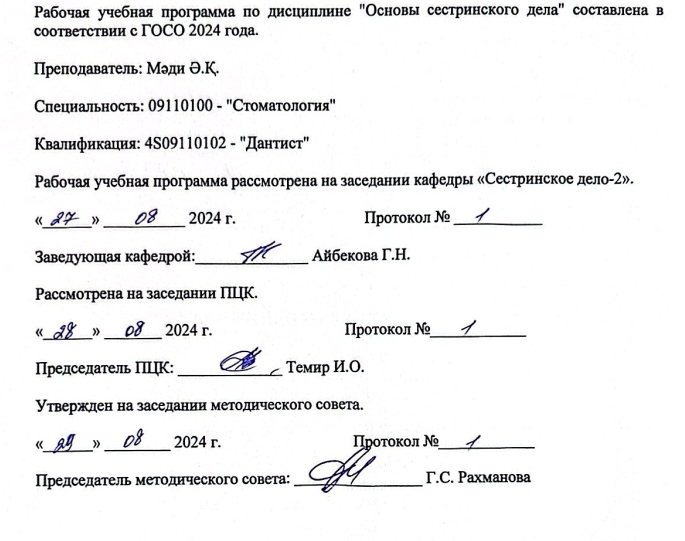 Рабочая учебная программа по дисциплине "Основы сестринского дела" составлена в
соответствии с ГОСО 2024 года.
Преподаватель: Мәди Ә.Қ.
Специальность: 09110100 - "Стоматология"
Квалификация: 4S09110102 - "Дантист"
Рабочая учебная программа рассмотрена на заседании кафедры «Сестринское дело-2».
«27» 08 2024 г. Протокол № 1
Заведующая кафедрой: Айбекова Г.Н.
Рассмотрена на заседании ПЦК.
«28» 08 2024 г. Протокол № 1
Председатель ПЦК: Темир И.О.
Утвержден на заседании методического совета.
«29» 08 2024 г. Протокол № 1
Председатель методического совета: Г.С. Рахманова